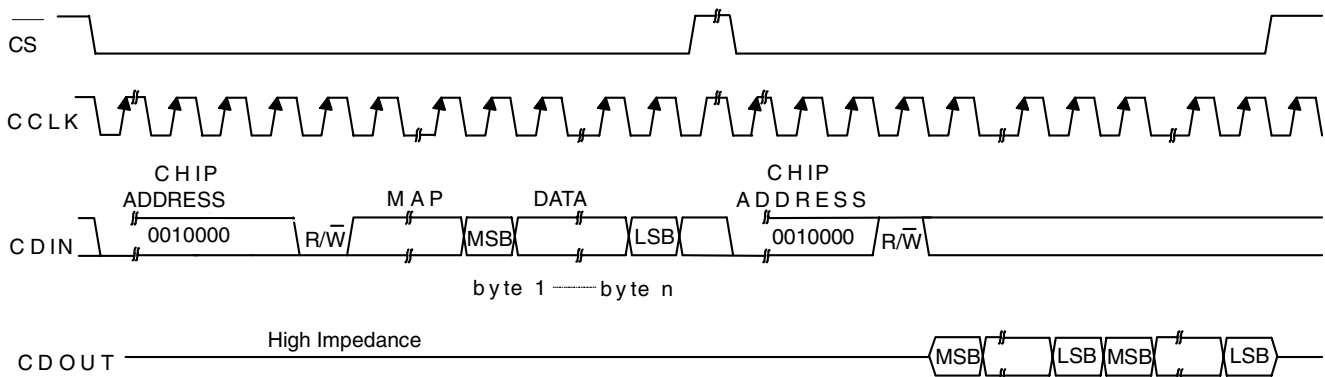 CS
CCLK
CHIP
ADDRESS
MAP
DATA
CHIP
ADDRESS
CDIN
0010000
R/W
MSB
LSB
0010000
R/W
byte 1
byte n
High Impedance
CDOUT
MSB
LSB
MSB
LSB